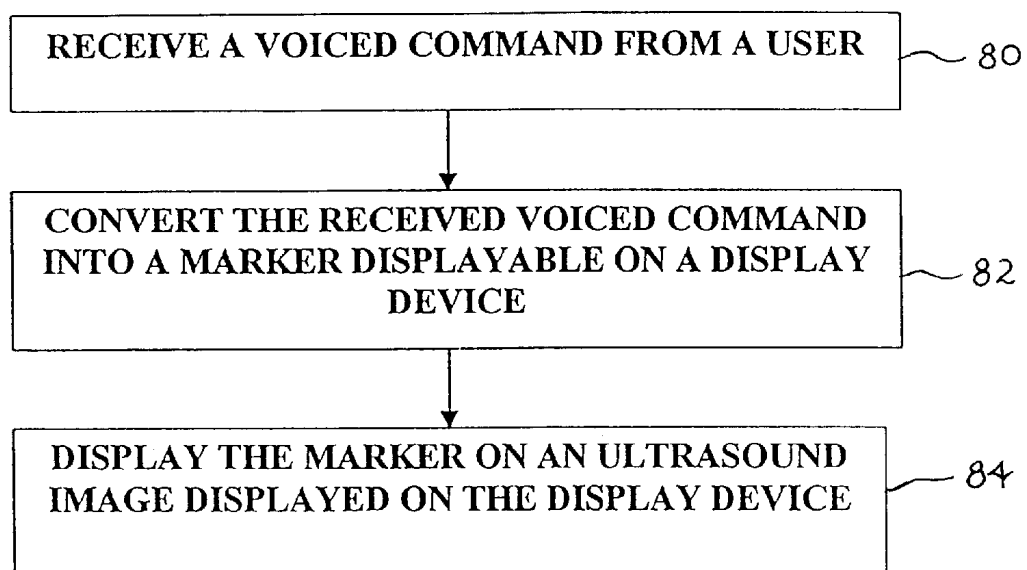 RECEIVE A VOICED COMMAND FROM A USER
80
CONVERT THE RECEIVED VOICED COMMAND
INTO A MARKER DISPLAYABLE ON A DISPLAY
DEVICE
82
DISPLAY THE MARKER ON AN ULTRASOUND
IMAGE DISPLAYED ON THE DISPLAY DEVICE
84